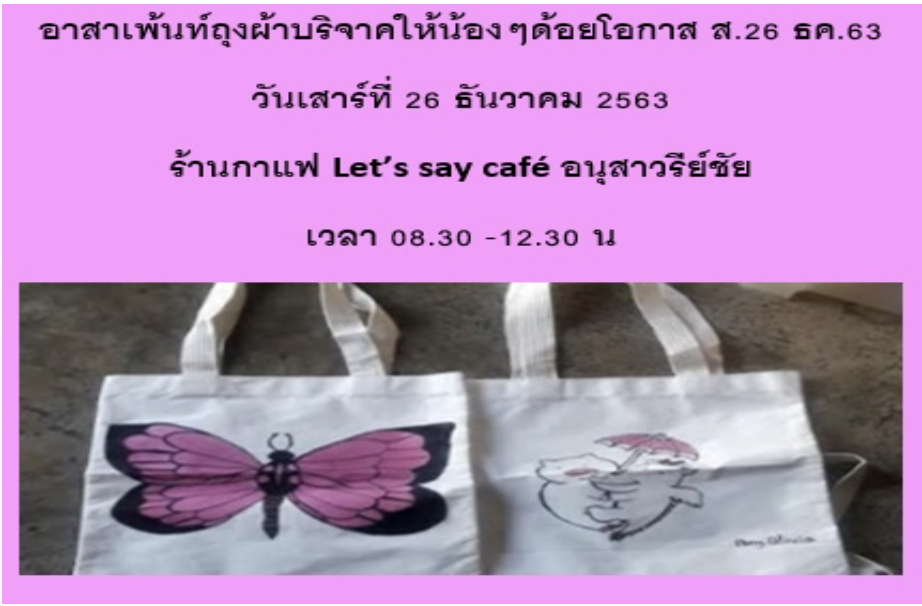 อาสาเพ้นท์ถุงผ้าบริจาคให้น้องๆด้อยโอกาส ส.26 ธค.63
วันเสาร์ที่ 26 ธันวาคม 2563
ร้านกาแฟ Let’s say café อนุสาวรีย์ชัย
เวลา 08.30 -12.30 น